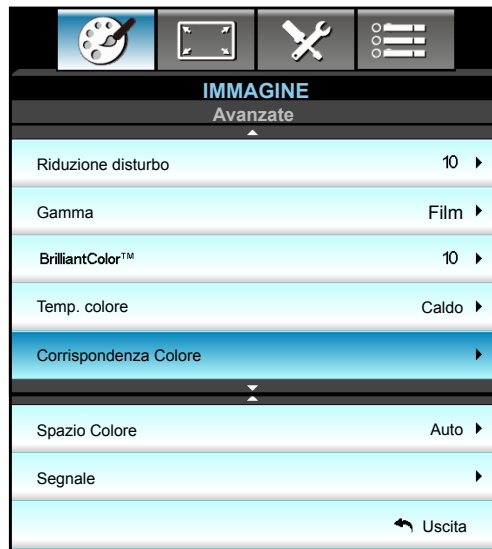 IMMAGINE
Avanzate
Riduzione disturbo 10
Gamma Film
BrilliantColor™ 10
Temp. colore Caldo
Corrispondenza Colore
Spazio Colore Auto
Segnale
Uscita